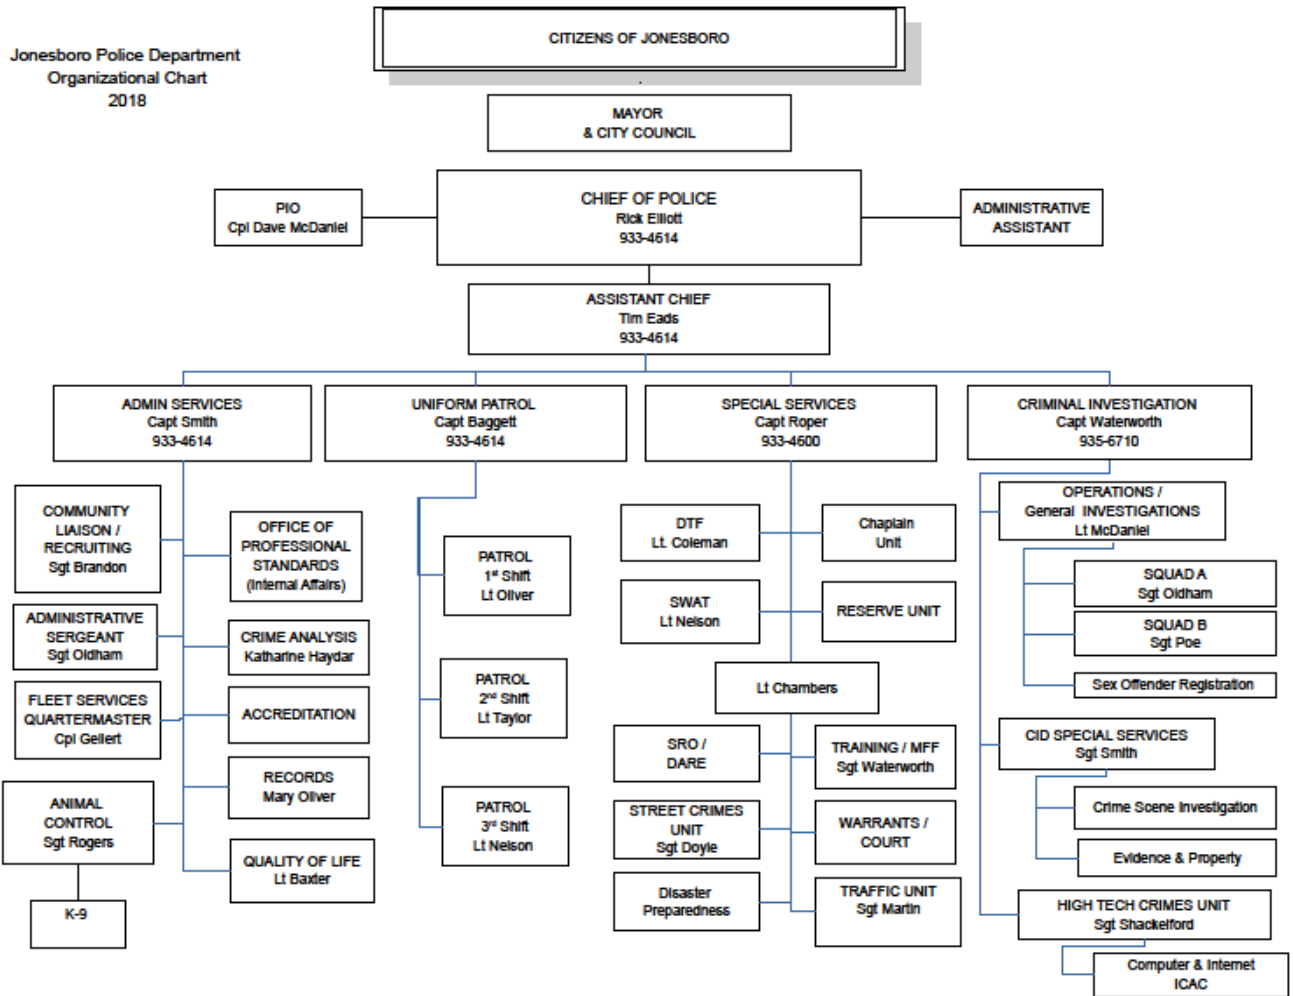 Jonesboro Police Department
Organizational Chart
2018
CITIZENS OF JONESBORO
.
MAYOR
& CITY COUNCIL
PIO
Cpl Dave McDaniel
CHIEF OF POLICE
Rick Elliott
933-4614
ADMINISTRATIVE
ASSISTANT
ASSISTANT CHIEF
Tim Eads
933-4614
ADMIN SERVICES
Capt Smith
933-4614
UNIFORM PATROL
Capt Baggett
933-4614
SPECIAL SERVICES
Capt Roper
933-4600
CRIMINAL INVESTIGATION
Capt Waterworth
935-6710
COMMUNITY
LIAISON /
RECRUITING
Sgt Brandon
OFFICE OF
PROFESSIONAL
STANDARDS
(Internal Affairs)
ADMINISTRATIVE
SERGEANT
Sgt Oldham
CRIME ANALYSIS
Katharine Haydar
FLEET SERVICES
QUARTERMASTER
Cpl Gellert
ACCREDITATION
RECORDS
Mary Oliver
ANIMAL
CONTROL
Sgt Rogers
QUALITY OF LIFE
Lt Baxter
K-9
PATROL
1st Shift
Lt Oliver
PATROL
2nd Shift
Lt Taylor
PATROL
3rd Shift
Lt Nelson
DTF
Lt. Coleman
Chaplain
Unit
SWAT
Lt Nelson
RESERVE UNIT
Lt Chambers
SRO /
DARE
TRAINING / MFF
Sgt Waterworth
STREET CRIMES
UNIT
Sgt Doyle
WARRANTS /
COURT
Disaster
Preparedness
TRAFFIC UNIT
Sgt Martin
OPERATIONS /
General INVESTIGATIONS
Lt McDaniel
SQUAD A
Sgt Oldham
SQUAD B
Sgt Poe
Sex Offender Registration
CID SPECIAL SERVICES
Sgt Smith
Crime Scene Investigation
Evidence & Property
HIGH TECH CRIMES UNIT
Sgt Shackelford
Computer & Internet
ICAC